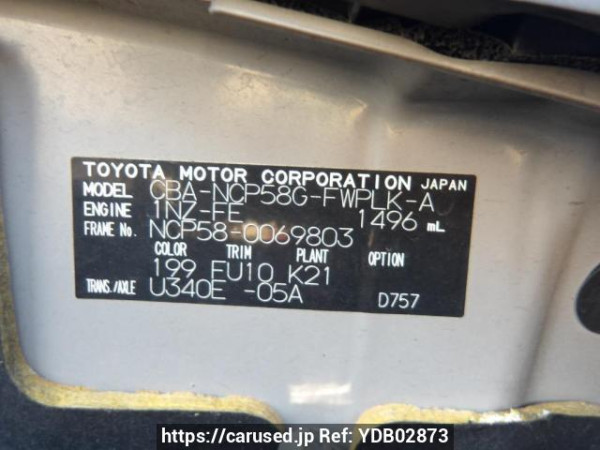 TOYOTA MOTOR CORPORATION JAPAN
MODEL CBA-NCP58G-FWPLK-A
ENGINE 1NZ-FE 1496 mL
FRAME No. NCP58-0069803
COLOR TRIM PLANT OPTION
199 FU10 K21
TRANS./AXLE U340E -05A D757
https://carused.jp Ref: YDB02873